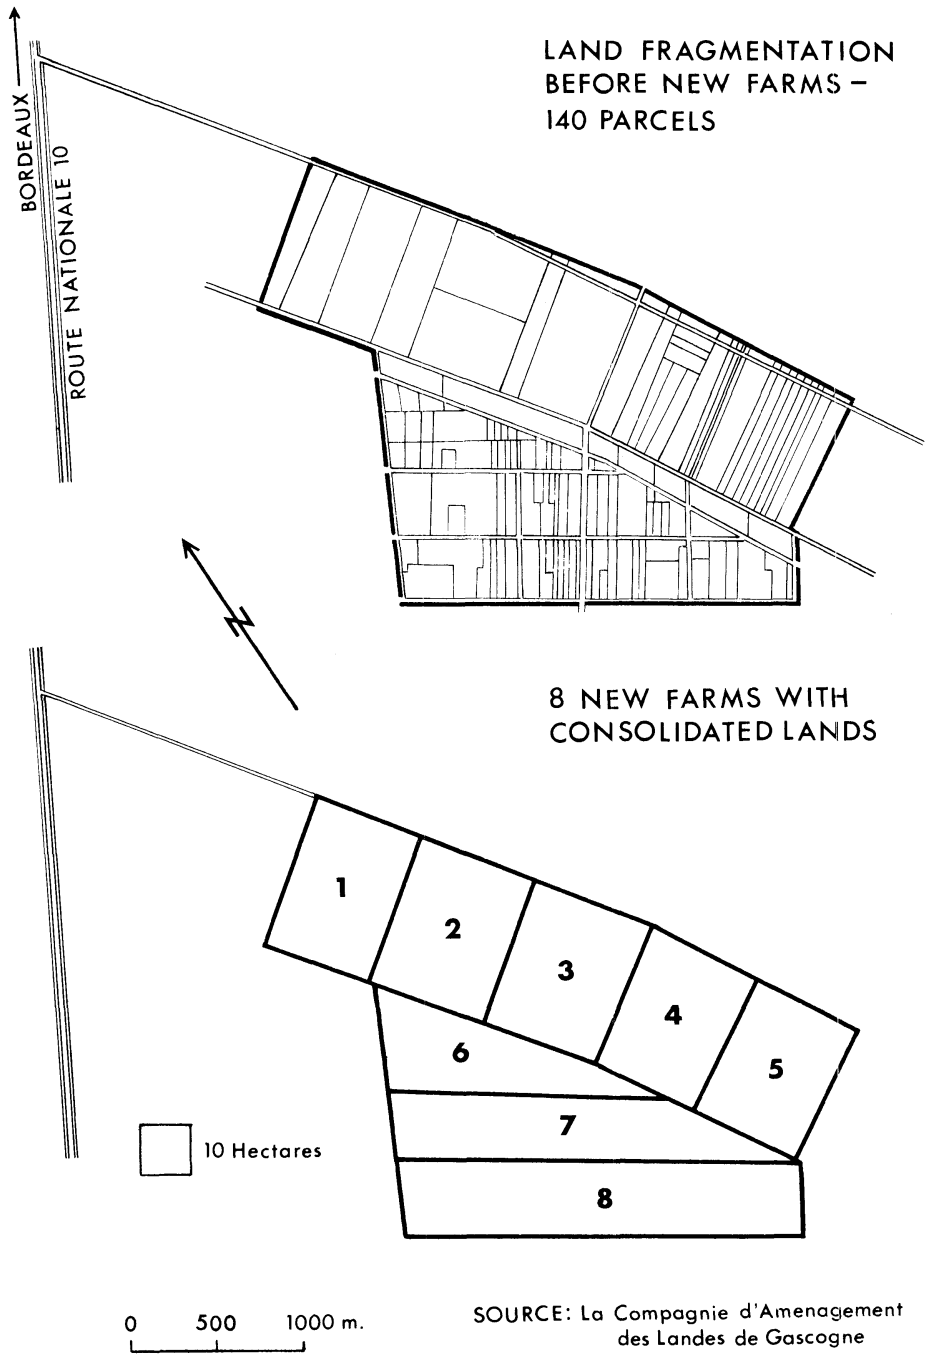 LAND FRAGMENTATION
BEFORE NEW FARMS –
140 PARCELS
BORDEAUX
ROUTE NATIONALE 10
N
8 NEW FARMS WITH
CONSOLIDATED LANDS
1
2
3
4
5
6
7
8
10 Hectares
0 500 1000 m.
SOURCE: La Compagnie d'Amenagement
des Landes de Gascogne